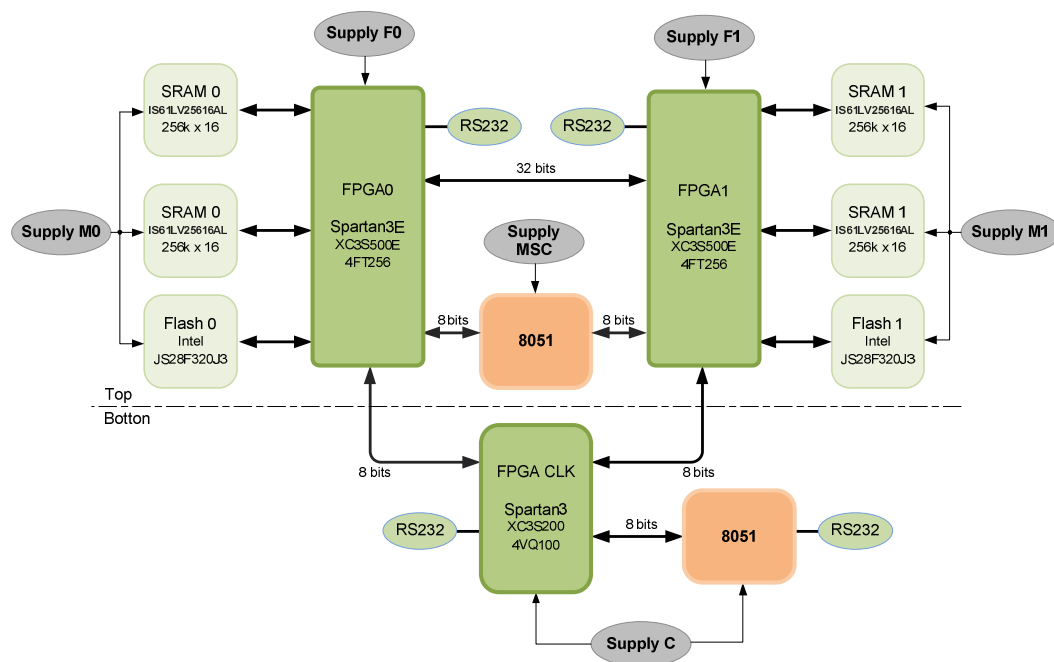 Supply F0
Supply F1
SRAM 0
IS61LV25616AL
256k x 16
FPGA0
Spartan3E
XC3S500E
4FT256
RS232
RS232
32 bits
FPGA1
Spartan3E
XC3S500E
4FT256
SRAM 1
IS61LV25616AL
256k x 16
Supply M0
SRAM 0
IS61LV25616AL
256k x 16
Supply
MSC
SRAM 1
IS61LV25616AL
256k x 16
Supply M1
Flash 0
Intel
JS28F320J3
8 bits
8051
8 bits
Flash 1
Intel
JS28F320J3
Top
Botton
8 bits
FPGA CLK
Spartan3
XC3S200
4VQ100
8 bits
RS232
8 bits
8051
RS232
Supply C